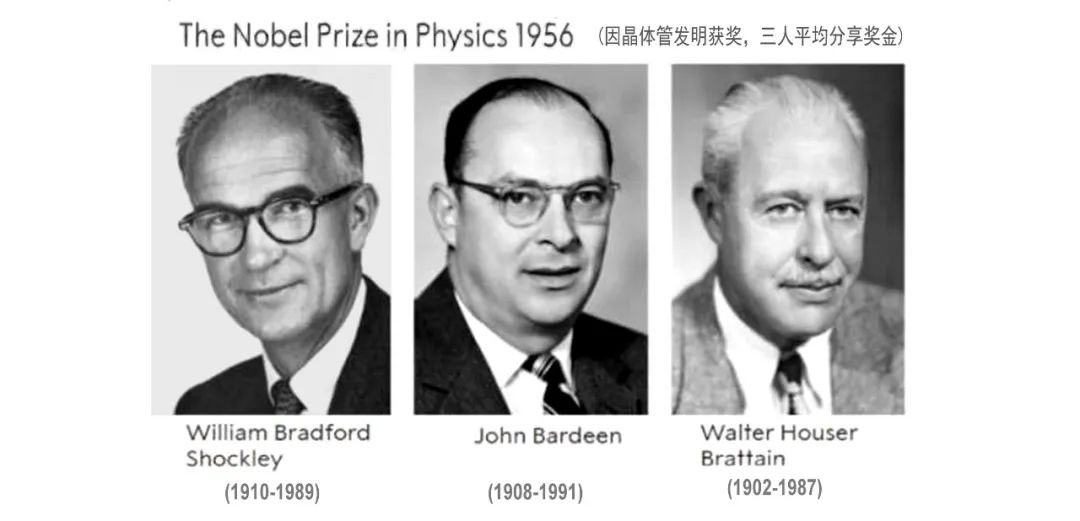 The Nobel Prize in Physics 1956 (因晶体管发明获奖，三人平均分享奖金)
William Bradford
Shockley
(1910-1989)
John Bardeen
(1908-1991)
Walter Houser
Brattain
(1902-1987)